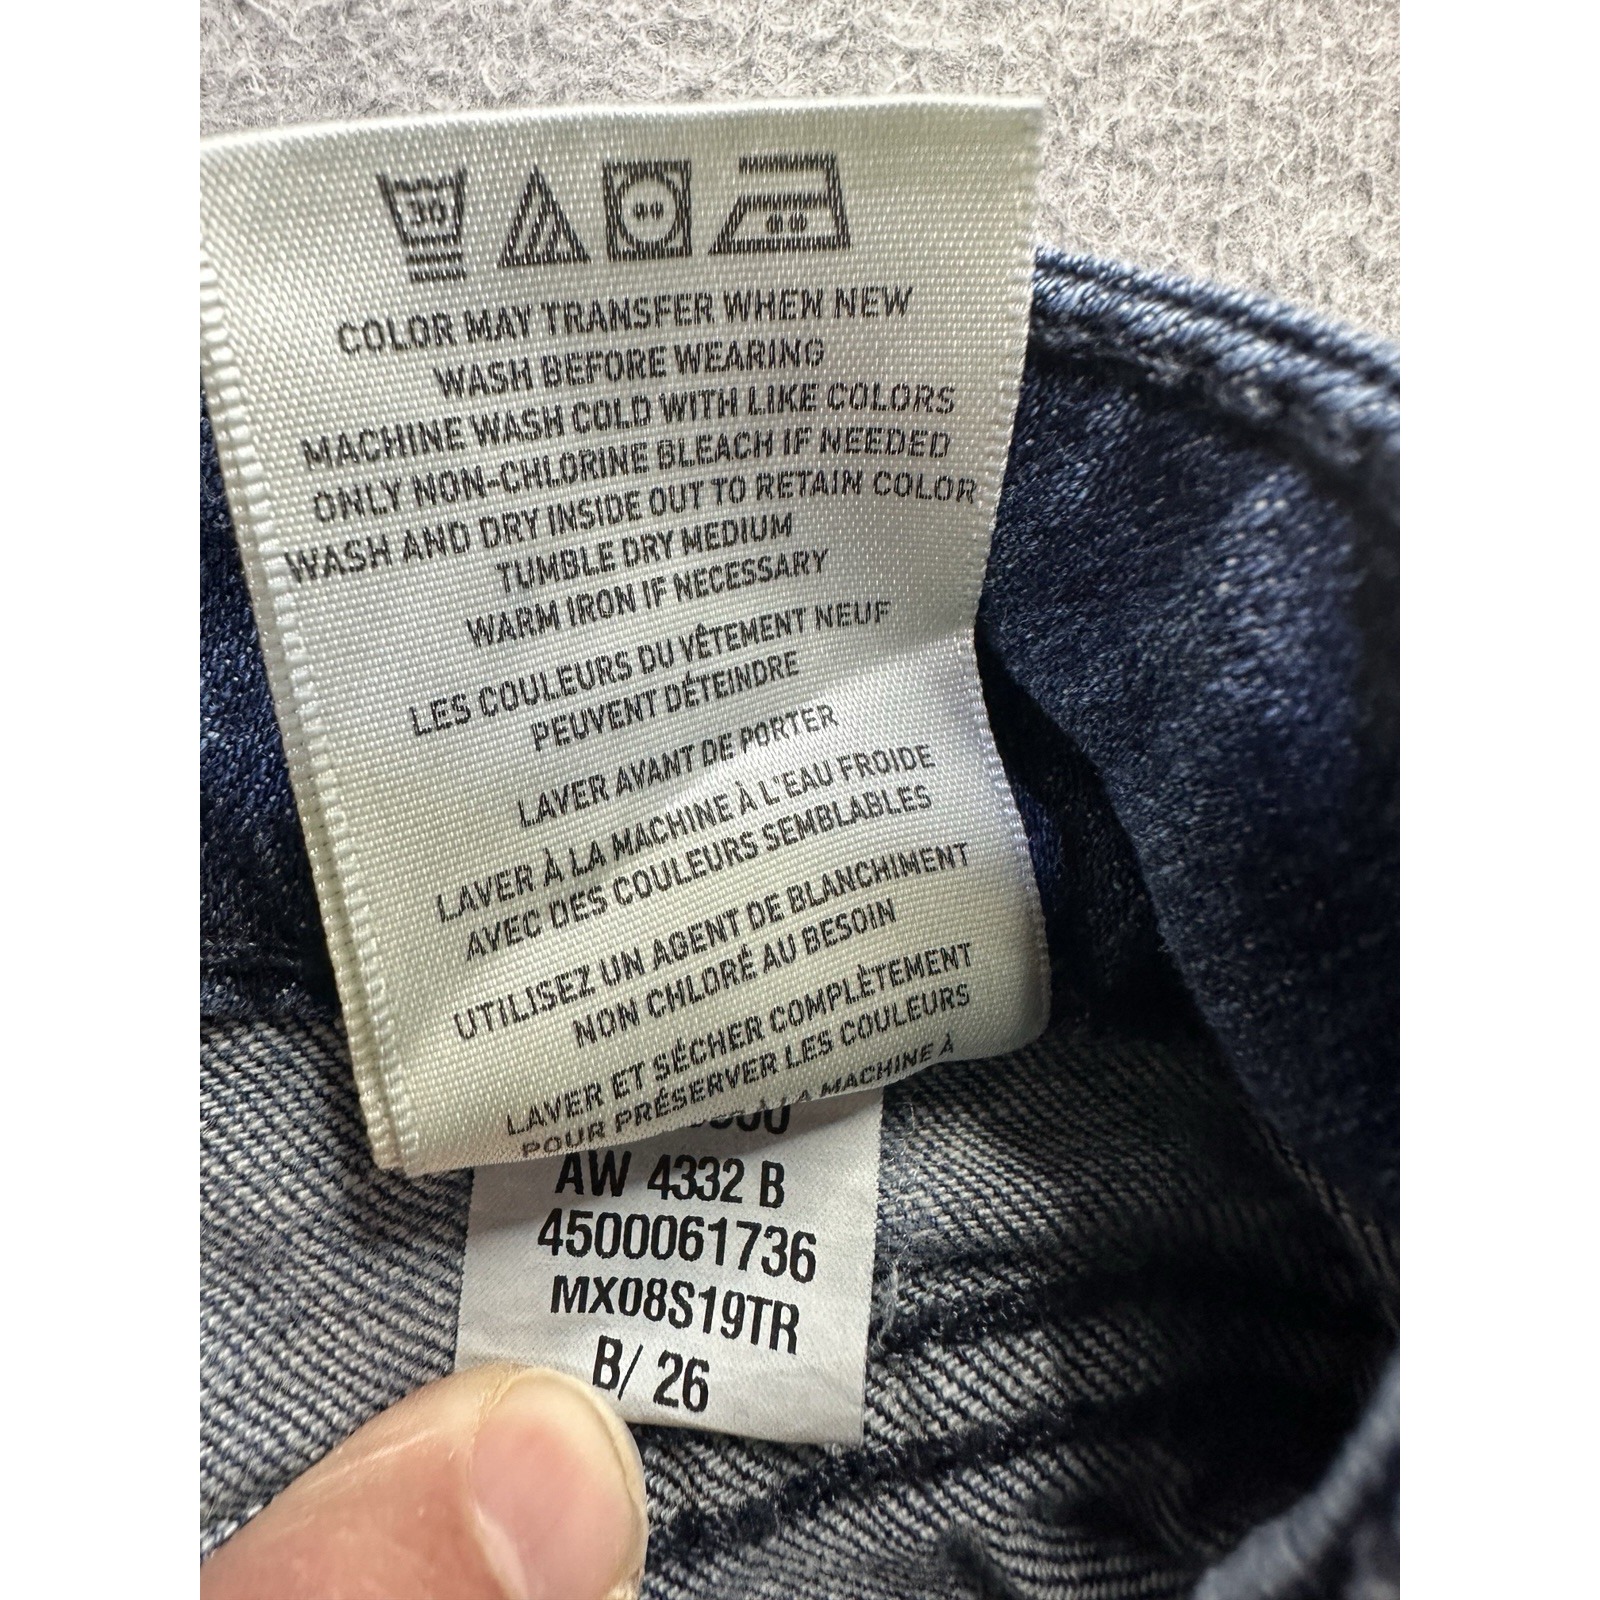 30
COLOR MAY TRANSFER WHEN NEW
WASH BEFORE WEARING
MACHINE WASH COLD WITH LIKE COLORS
ONLY NON-CHLORINE BLEACH IF NEEDED
WASH AND DRY INSIDE OUT TO RETAIN COLOR
TUMBLE DRY MEDIUM
WARM IRON IF NECESSARY
LES COULEURS DU VÊTEMENT NEUF
PEUVENT DÉTEINDRE
LAVER AVANT DE PORTER
LAVER À LA MACHINE À L'EAU FROIDE
AVEC DES COULEURS SEMBLABLES
UTILISEZ UN AGENT DE BLANCHIMENT
NON CHLORÉ AU BESOIN
LAVER ET SÉCHER COMPLÈTEMENT
POUR PRÉSERVER LES COULEURS
À LA MACHINE À
AW 4332 B
4500061736
MX08S19TR
B/ 26